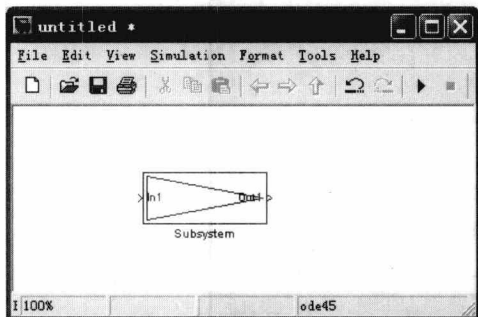 untitled *
File Edit View Simulation Format Tools Help
In1 Out1
Subsystem
100% ode45